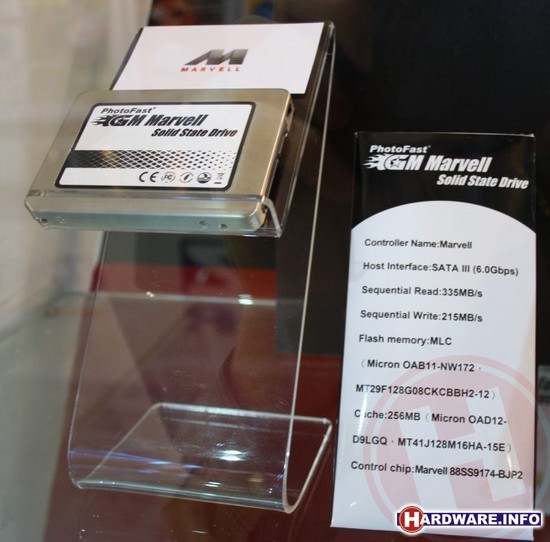 MARVELL
PhotoFast
GM Marvell
Solid State Drive
CE FC
PhotoFast
GM Marvell
Solid State Drive
Controller Name:Marvell
Host Interface:SATA III (6.0Gbps)
Sequential Read:335MB/s
Sequential Write:215MB/s
Flash memory:MLC
(Micron OAB11-NW172 ·
MT29F128G08CKCBBH2-12)
Cache:256MB (Micron OAD12-
D9LGQ · MT41J128M16HA-15E)
Control chip:Marvell 88SS9174-BJP2
HARDWARE.INFO